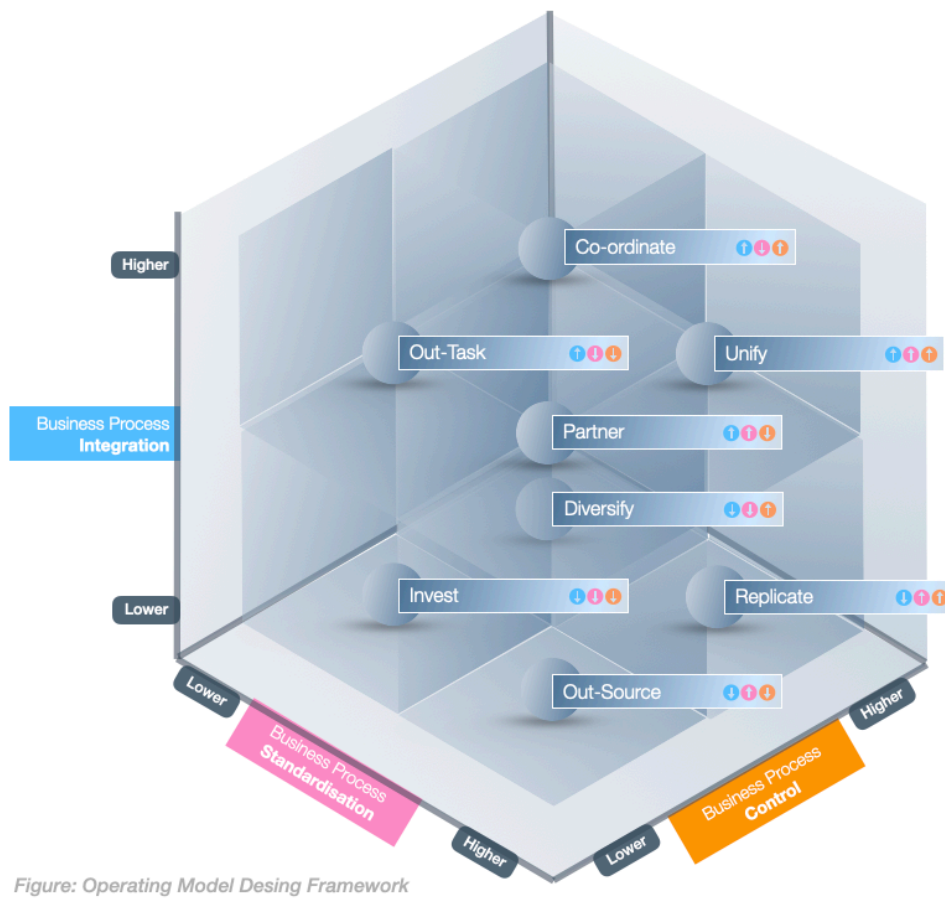 Co-ordinate ↑ ↓ ↑
Higher
Out-Task ↑ ↓ ↓
Unify ↑ ↑ ↑
Business Process
Integration
Partner ↑ ↑ ↓
Diversify ↓ ↓ ↑
Invest ↓ ↓ ↓
Replicate ↓ ↑ ↑
Lower
Out-Source ↓ ↑ ↓
Lower
Higher
Business Process
Standardisation
Business Process
Control
Higher
Lower
Figure: Operating Model Desing Framework